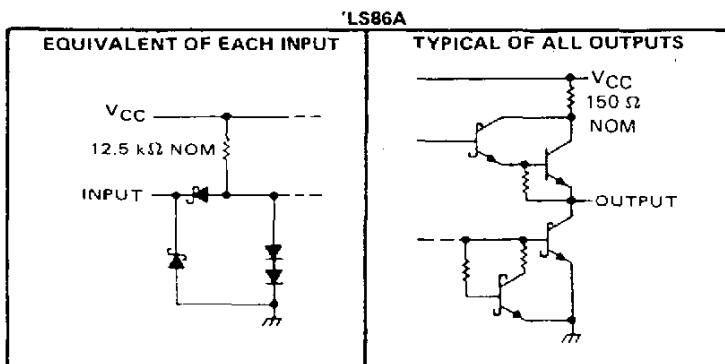 'LS86A
EQUIVALENT OF EACH INPUT
VCC
12.5 kΩ NOM
INPUT
TYPICAL OF ALL OUTPUTS
VCC
150 Ω
NOM
OUTPUT